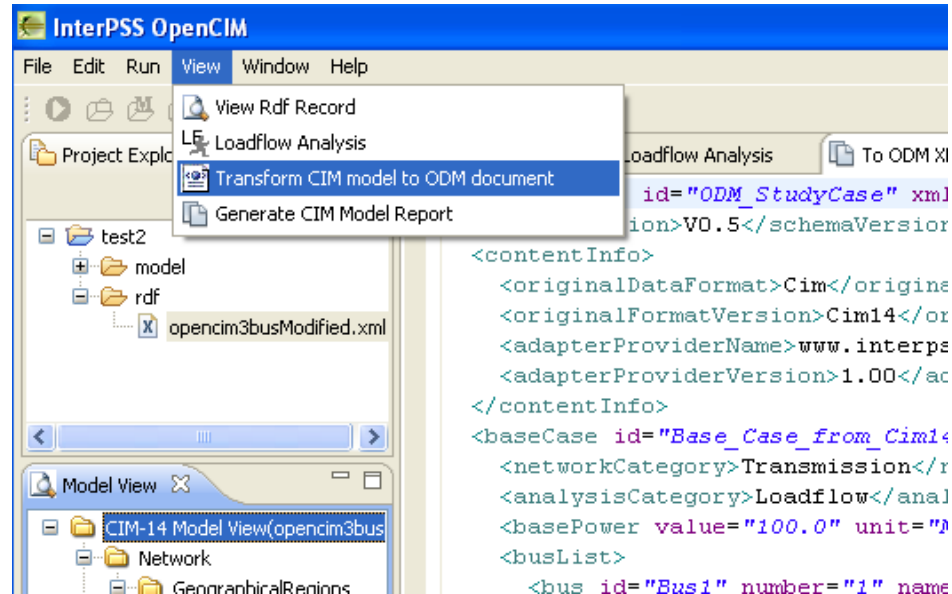 InterPSS OpenCIM
File Edit Run View Window Help
View Rdf Record
Loadflow Analysis
Transform CIM model to ODM document
Generate CIM Model Report
Project Explo
Loadflow Analysis
To ODM X
test2
model
rdf
opencim3busModified.xml
Model View
CIM-14 Model View(opencim3bus
Network
GeographicalRegions
id="ODM_StudyCase" xml
ion>V0.5</schemaVersion
<contentInfo>
<originalDataFormat>Cim</origina
<originalFormatVersion>Cim14</or
<adapterProviderName>www.interps
<adapterProviderVersion>1.00</ad
</contentInfo>
<baseCase id="Base_Case_from_Cim14
<networkCategory>Transmission</n
<analysisCategory>Loadflow</anal
<basePower value="100.0" unit="M
<busList>
<bus id="Bus1" number="1" name